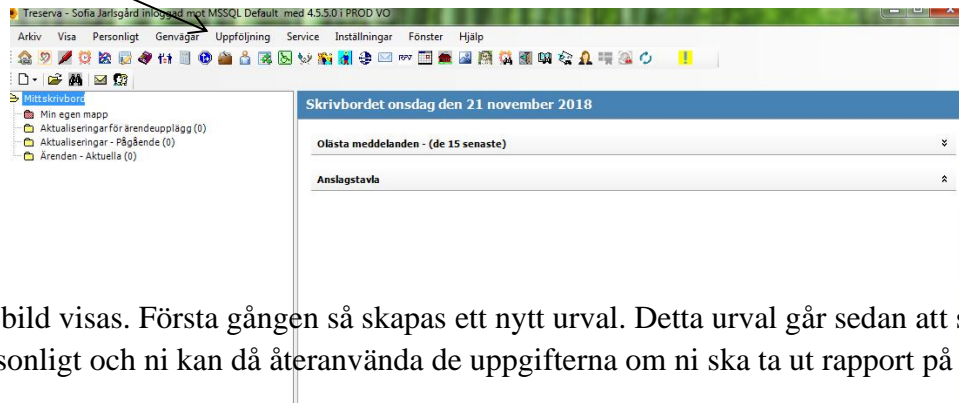 Treserva - Sofia Jarlsgård inloggad mot MSSQL Default med 4.5.5.0 i PROD VO
Arkiv Visa Personligt Genvägar Uppföljning Service Inställningar Fönster Hjälp
Mitt skrivbord
Min egen mapp
Aktualiseringar för ärendeupplägg (0)
Aktualiseringar - Pågående (0)
Ärenden - Aktuella (0)
Skrivbordet onsdag den 21 november 2018
Olästa meddelanden - (de 15 senaste)
Anslagstavla
bild visas. Första gången så skapas ett nytt urval. Detta urval går sedan att s
sonligt och ni kan då återanvända de uppgifterna om ni ska ta ut rapport på